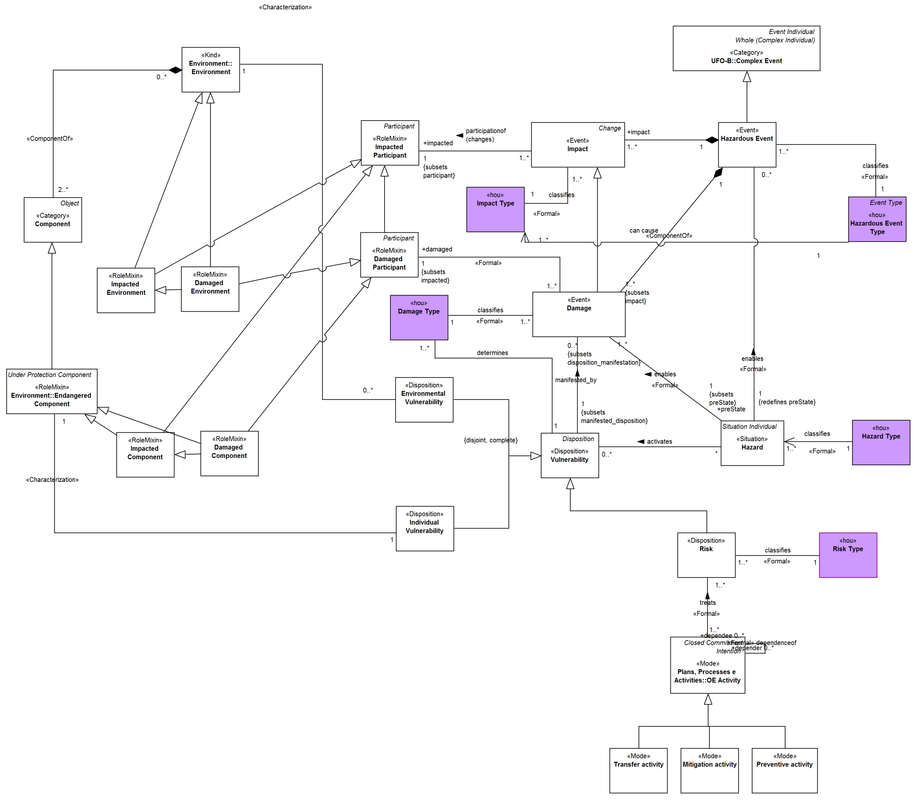 «Characterization»
Event Individual
Whole (Complex Individual)
«Category»
UFO-B::Complex Event
«Kind»
Environment::
Environment
0..*
1
Participant
«RoleMixin»
Impacted
Participant
+impacted
1
{subsets
participant}
participationof
(changes)
1..*
Change
«Event»
Impact
+impact
1..*
1
«Event»
Hazardous Event
1..*
classifies
«Formal»
1
«ComponentOf»
2..*
Object
«Category»
Component
«hou»
Impact Type
1
classifies
«Formal»
1..*
1..*
1
0..*
Event Type
«hou»
Hazardous Event
Type
can cause
«ComponentOf»
1
Participant
«RoleMixin»
Damaged
Participant
+damaged
1
{subsets
impacted}
«Formal»
1..*
«RoleMixin»
Impacted
Environment
«RoleMixin»
Damaged
Environment
«hou»
Damage Type
1
classifies
«Formal»
1..*
1..*
«Event»
Damage
1..*
{subsets
impact}
determines
0..*
{subsets
disposition_manifestation}
1..*
enables
«Formal»
enables
«Formal»
manifested_by
1
{subsets
manifested_disposition}
1
1
{subsets
preState}
+preState
1
{redefines preState}
Under Protection Component
«RoleMixin»
Environment::Endangered
Component
1
0..*
«Disposition»
Environmental
Vulnerability
«RoleMixin»
Impacted
Component
«RoleMixin»
Damaged
Component
{disjoint, complete}
Disposition
«Disposition»
Vulnerability
0..*
activates
*
Situation Individual
«Situation»
Hazard
1..*
classifies
«Formal»
1
«hou»
Hazard Type
«Characterization»
1
«Disposition»
Individual
Vulnerability
«Disposition»
Risk
1..*
classifies
«Formal»
1
«hou»
Risk Type
1..*
treats
«Formal»
1..*
+dependee 0..*
«Formal» dependenceof
+depender 0..*
Intention
«Mode»
Plans, Processes e
Activities::OE Activity
«Mode»
Transfer activity
«Mode»
Mitigation activity
«Mode»
Preventive activity